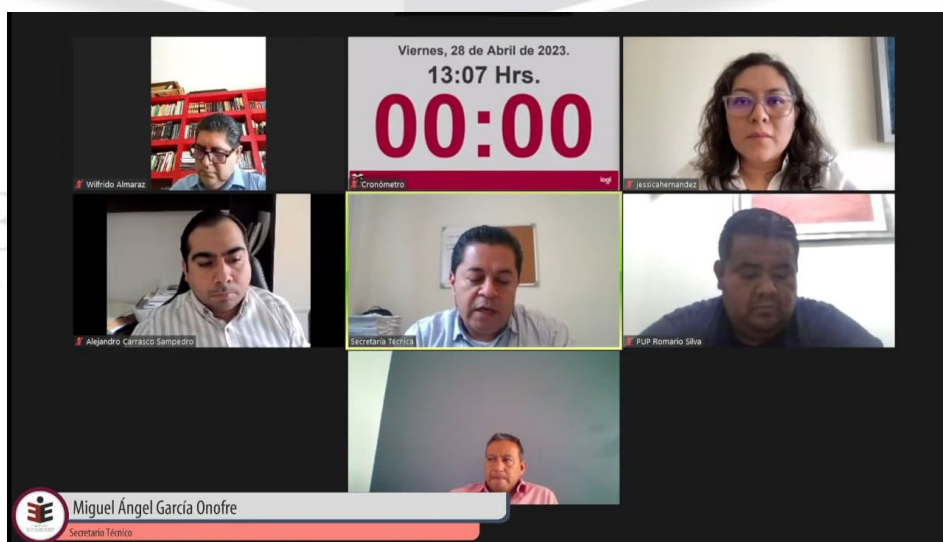 Viernes, 28 de Abril de 2023.
13:07 Hrs.
00:00
Wilfrido Almaraz
Cronómetro
logi
jessicahernandez
Alejandro Carrasco Sampedro
Secretaría Técnica
PUP Romario Silva
Miguel Ángel García Onofre
Secretario Técnico